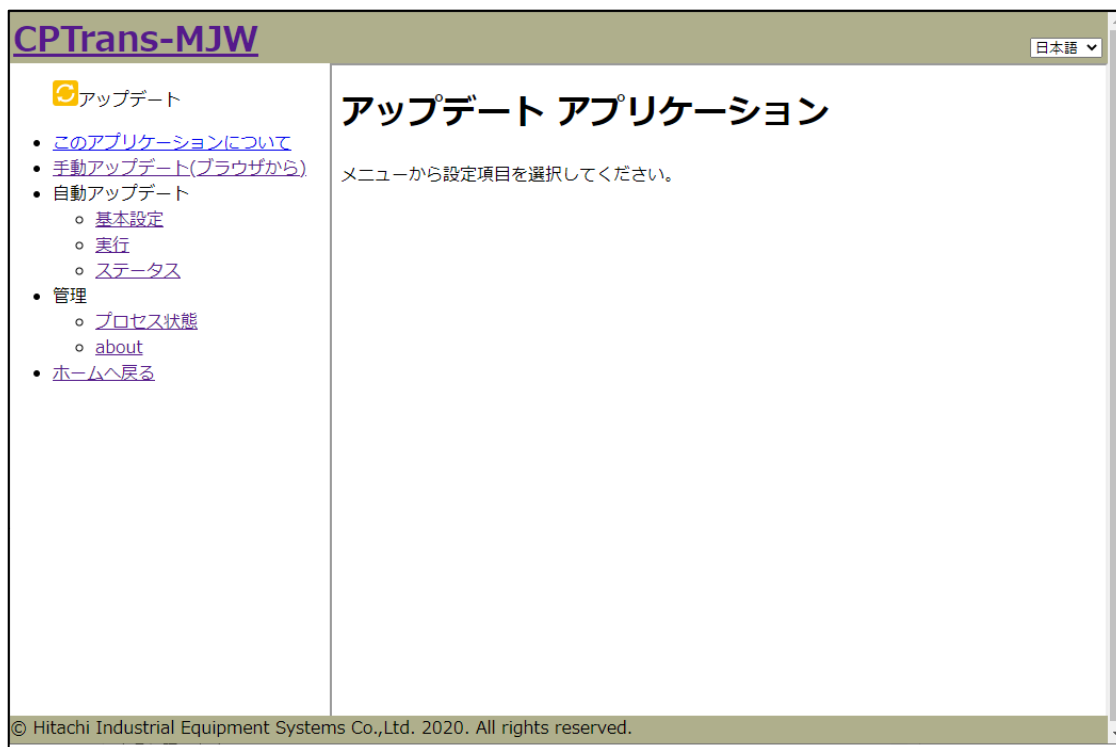 CPTrans-MJW
日本語
アップデート
このアプリケーションについて
手動アップデート(ブラウザから)
自動アップデート
基本設定
実行
ステータス
管理
プロセス状態
about
ホームへ戻る
アップデート アプリケーション
メニューから設定項目を選択してください。
© Hitachi Industrial Equipment Systems Co.,Ltd. 2020. All rights reserved.